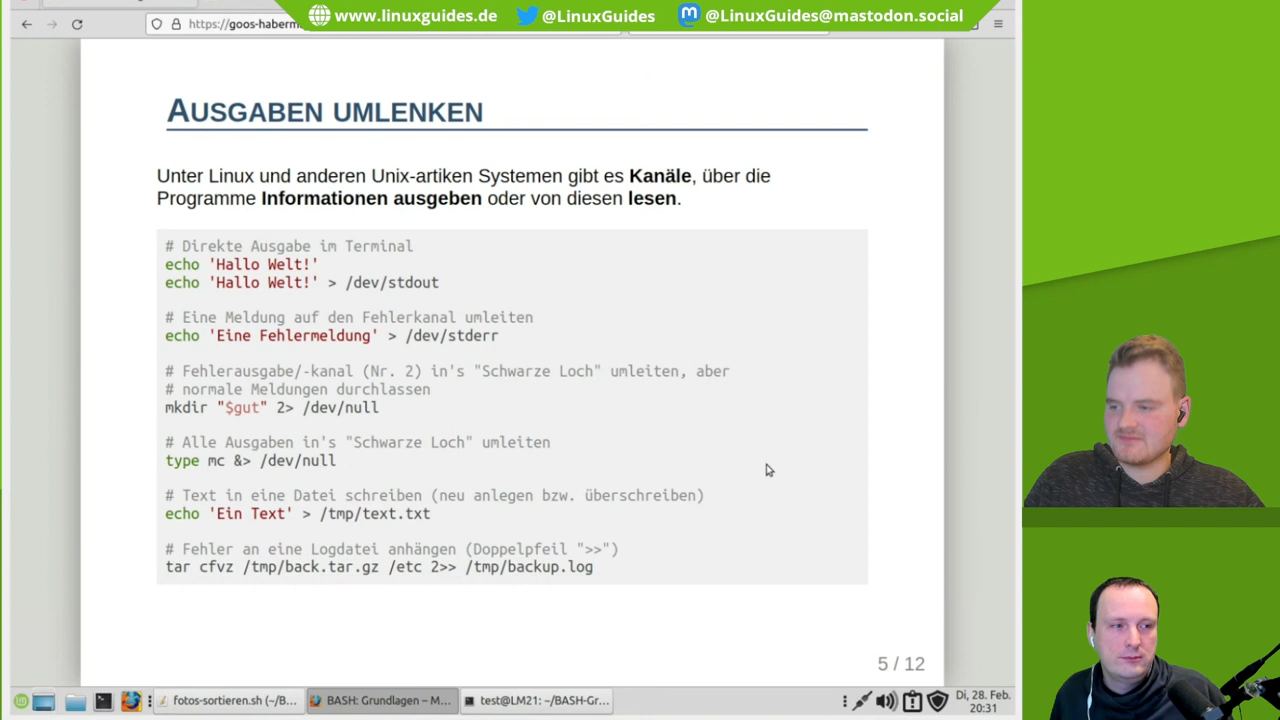 www.linuxguides.de @LinuxGuides @LinuxGuides@mastodon.social
https://goos-haberm
AUSGABEN UMLENKEN
Unter Linux und anderen Unix-artiken Systemen gibt es Kanäle, über die
Programme Informationen ausgeben oder von diesen lesen.
# Direkte Ausgabe im Terminal
echo 'Hallo Welt!'
echo 'Hallo Welt!' > /dev/stdout
# Eine Meldung auf den Fehlerkanal umleiten
echo 'Eine Fehlermeldung' > /dev/stderr
# Fehlerausgabe/-kanal (Nr. 2) in's "Schwarze Loch" umleiten, aber
# normale Meldungen durchlassen
mkdir "$gut" 2> /dev/null
# Alle Ausgaben in's "Schwarze Loch" umleiten
type mc &> /dev/null
# Text in eine Datei schreiben (neu anlegen bzw. überschreiben)
echo 'Ein Text' > /tmp/text.txt
# Fehler an eine Logdatei anhängen (Doppelpfeil ">>")
tar cfvz /tmp/back.tar.gz /etc 2>> /tmp/backup.log
5 / 12
fotos-sortieren.sh (~/B... BASH: Grundlagen – M... test@LM21: ~/BASH-Gr... Di, 28. Feb.
20:31